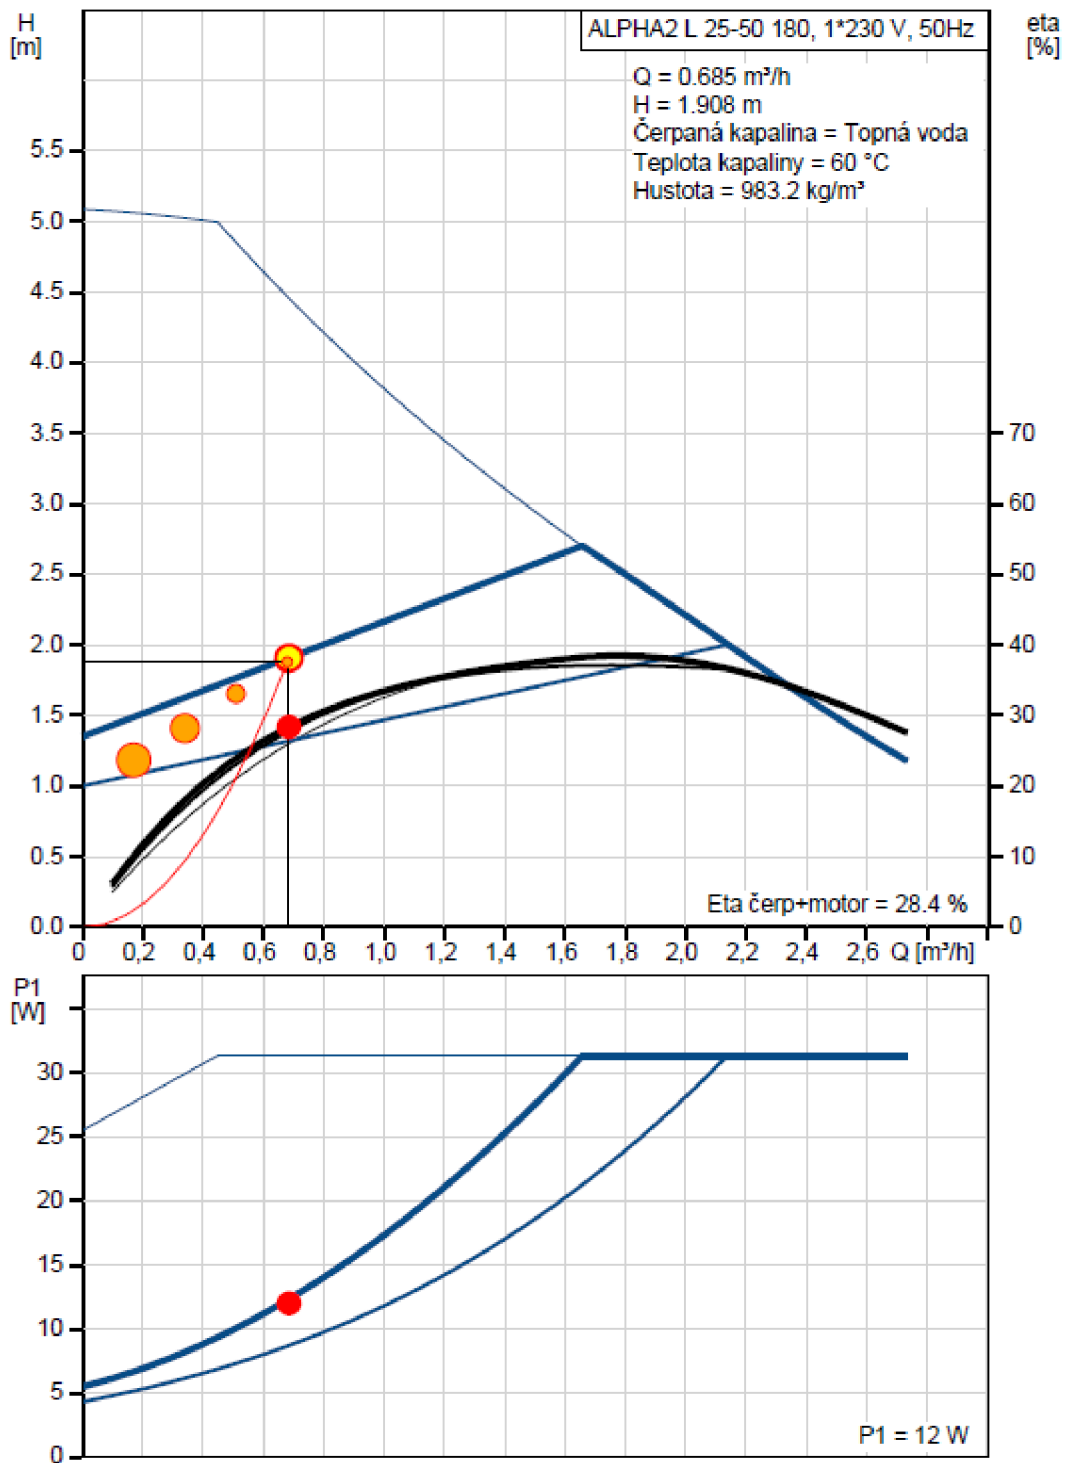 H
[m]
eta
[%]
ALPHA2 L 25-50 180, 1*230 V, 50Hz
Q = 0.685 m³/h
H = 1.908 m
Čerpaná kapalina = Topná voda
Teplota kapaliny = 60 °C
Hustota = 983.2 kg/m³
5.5
5.0
4.5
4.0
3.5
3.0
2.5
2.0
1.5
1.0
0.5
0.0
70
60
50
40
30
20
10
0
Eta čerp+motor = 28.4 %
0 0,2 0,4 0,6 0,8 1,0 1,2 1,4 1,6 1,8 2,0 2,2 2,4 2,6 Q [m³/h]
P1
[W]
30
25
20
15
10
5
0
P1 = 12 W